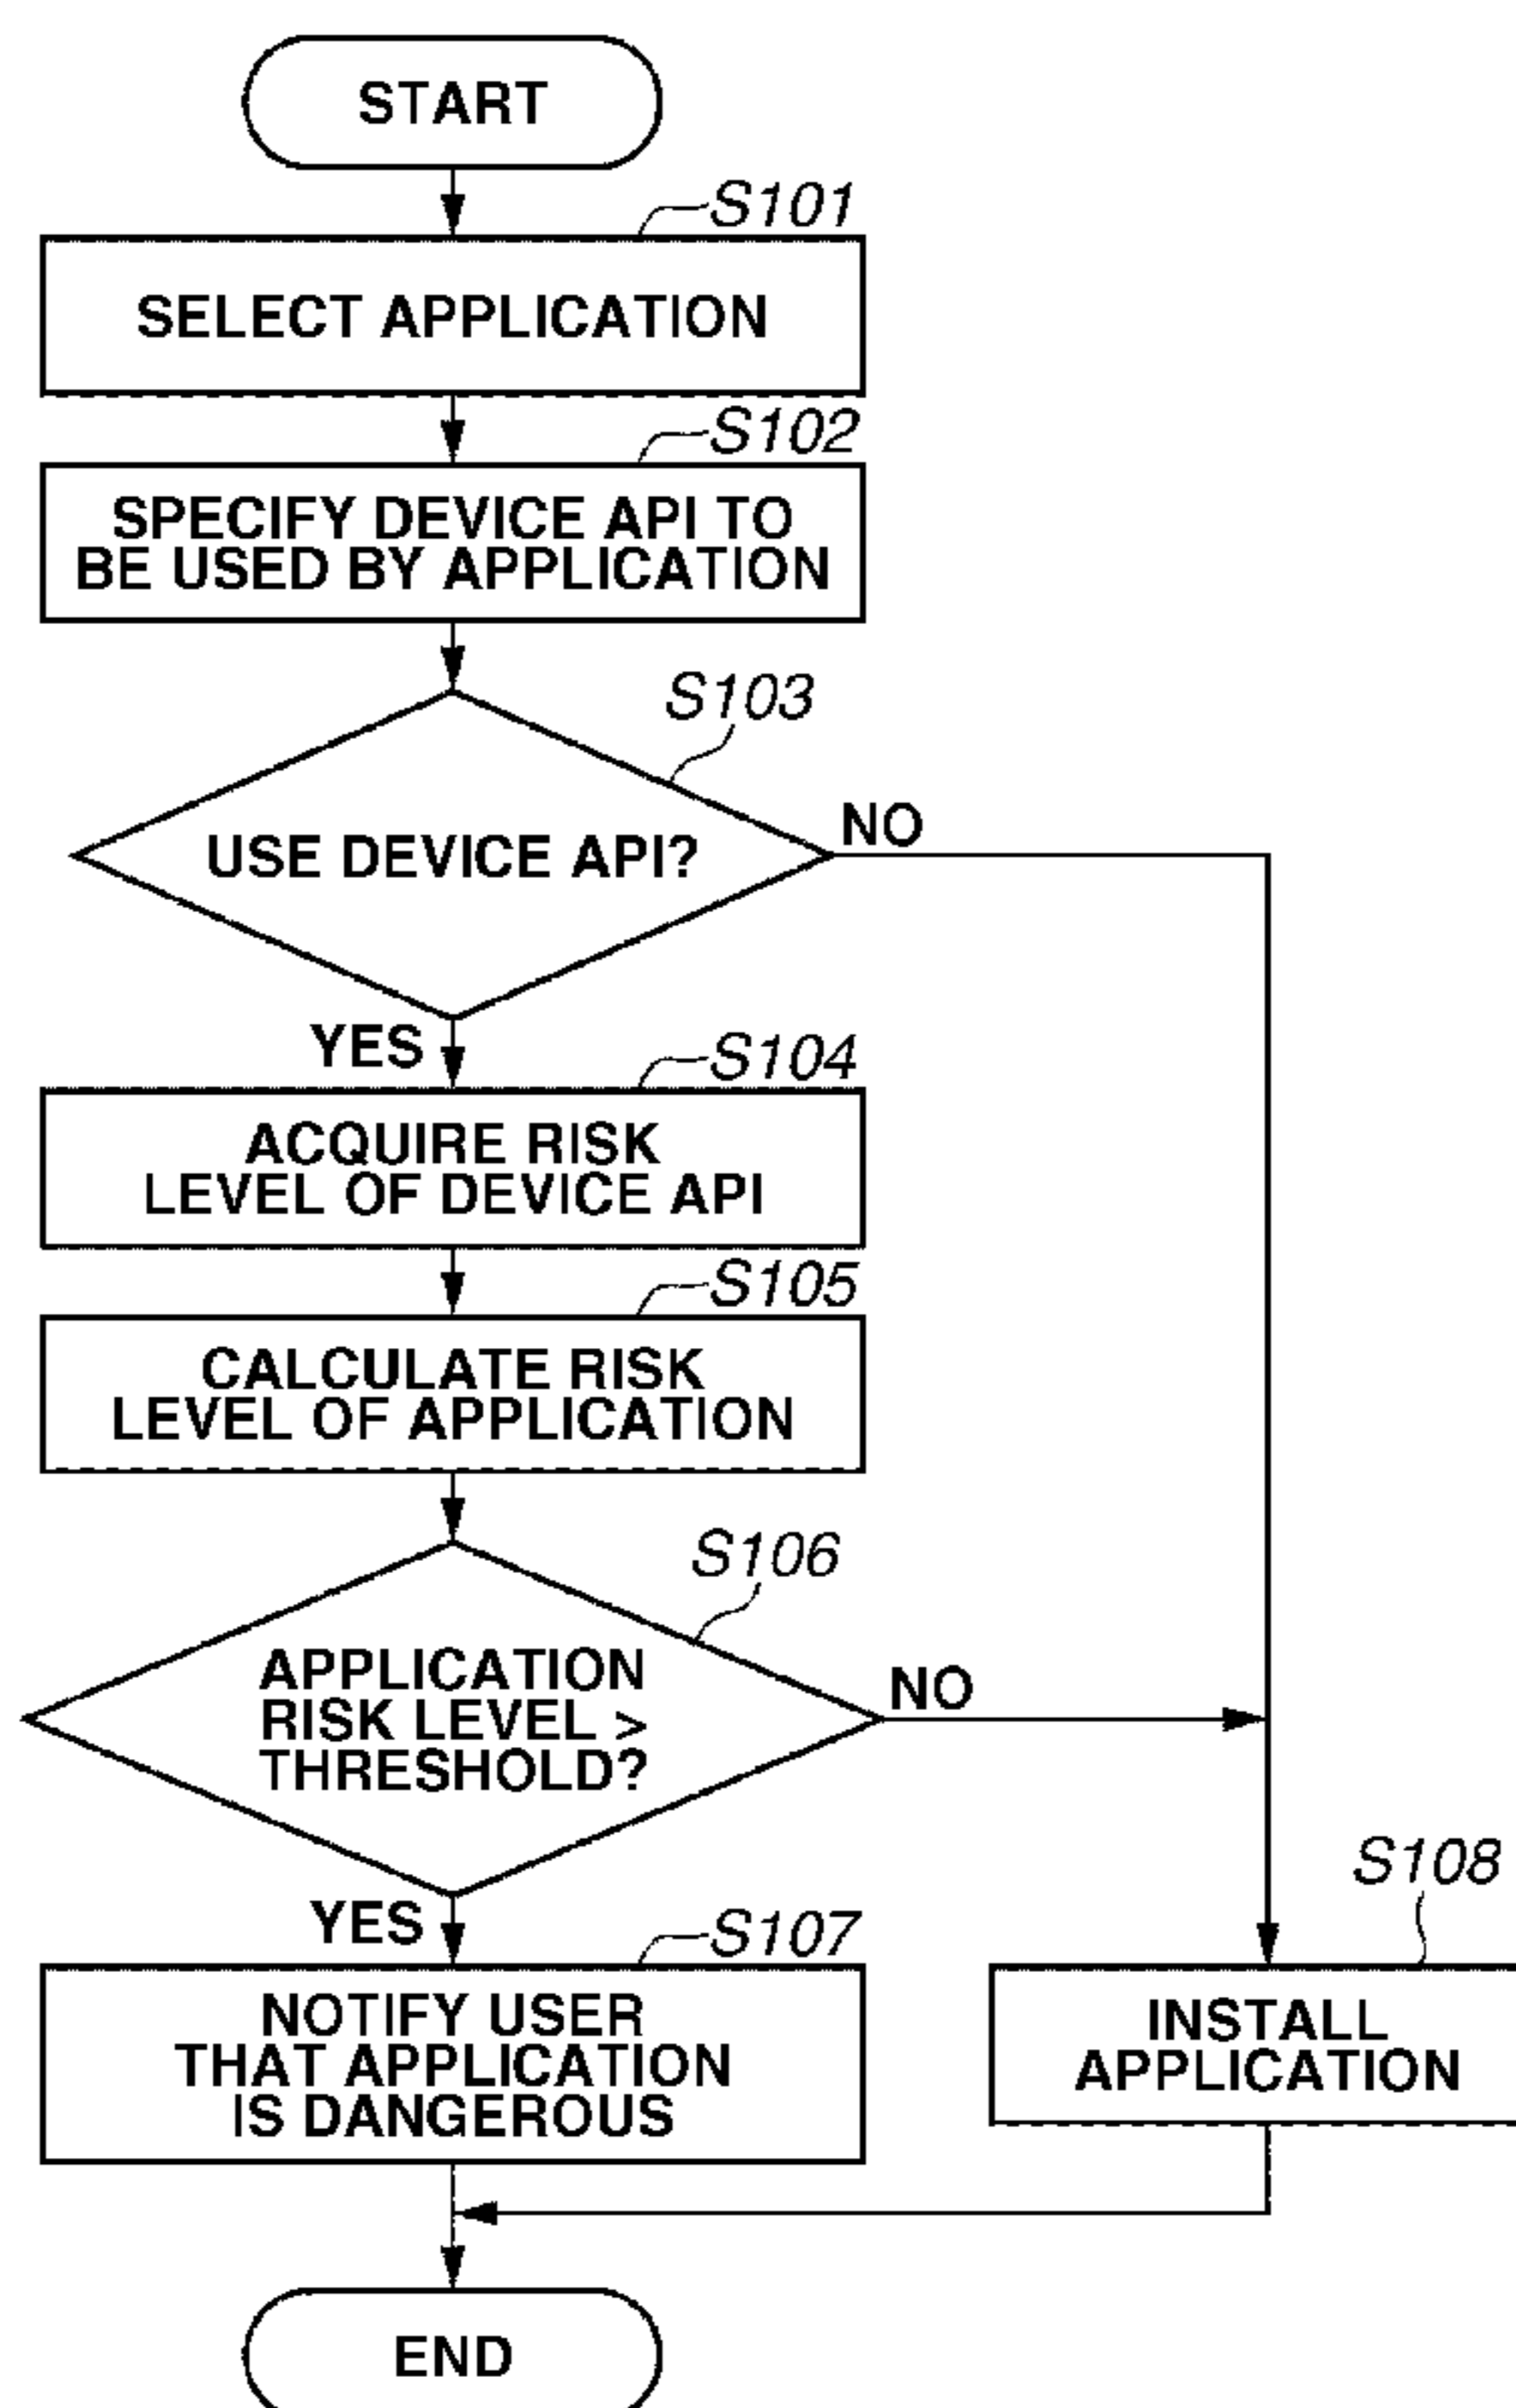 START
S101
SELECT APPLICATION
S102
SPECIFY DEVICE API TO
BE USED BY APPLICATION
S103
USE DEVICE API?
NO
YES
S104
ACQUIRE RISK
LEVEL OF DEVICE API
S105
CALCULATE RISK
LEVEL OF APPLICATION
S106
APPLICATION
RISK LEVEL >
THRESHOLD?
NO
YES
S107
NOTIFY USER
THAT APPLICATION
IS DANGEROUS
S108
INSTALL
APPLICATION
END